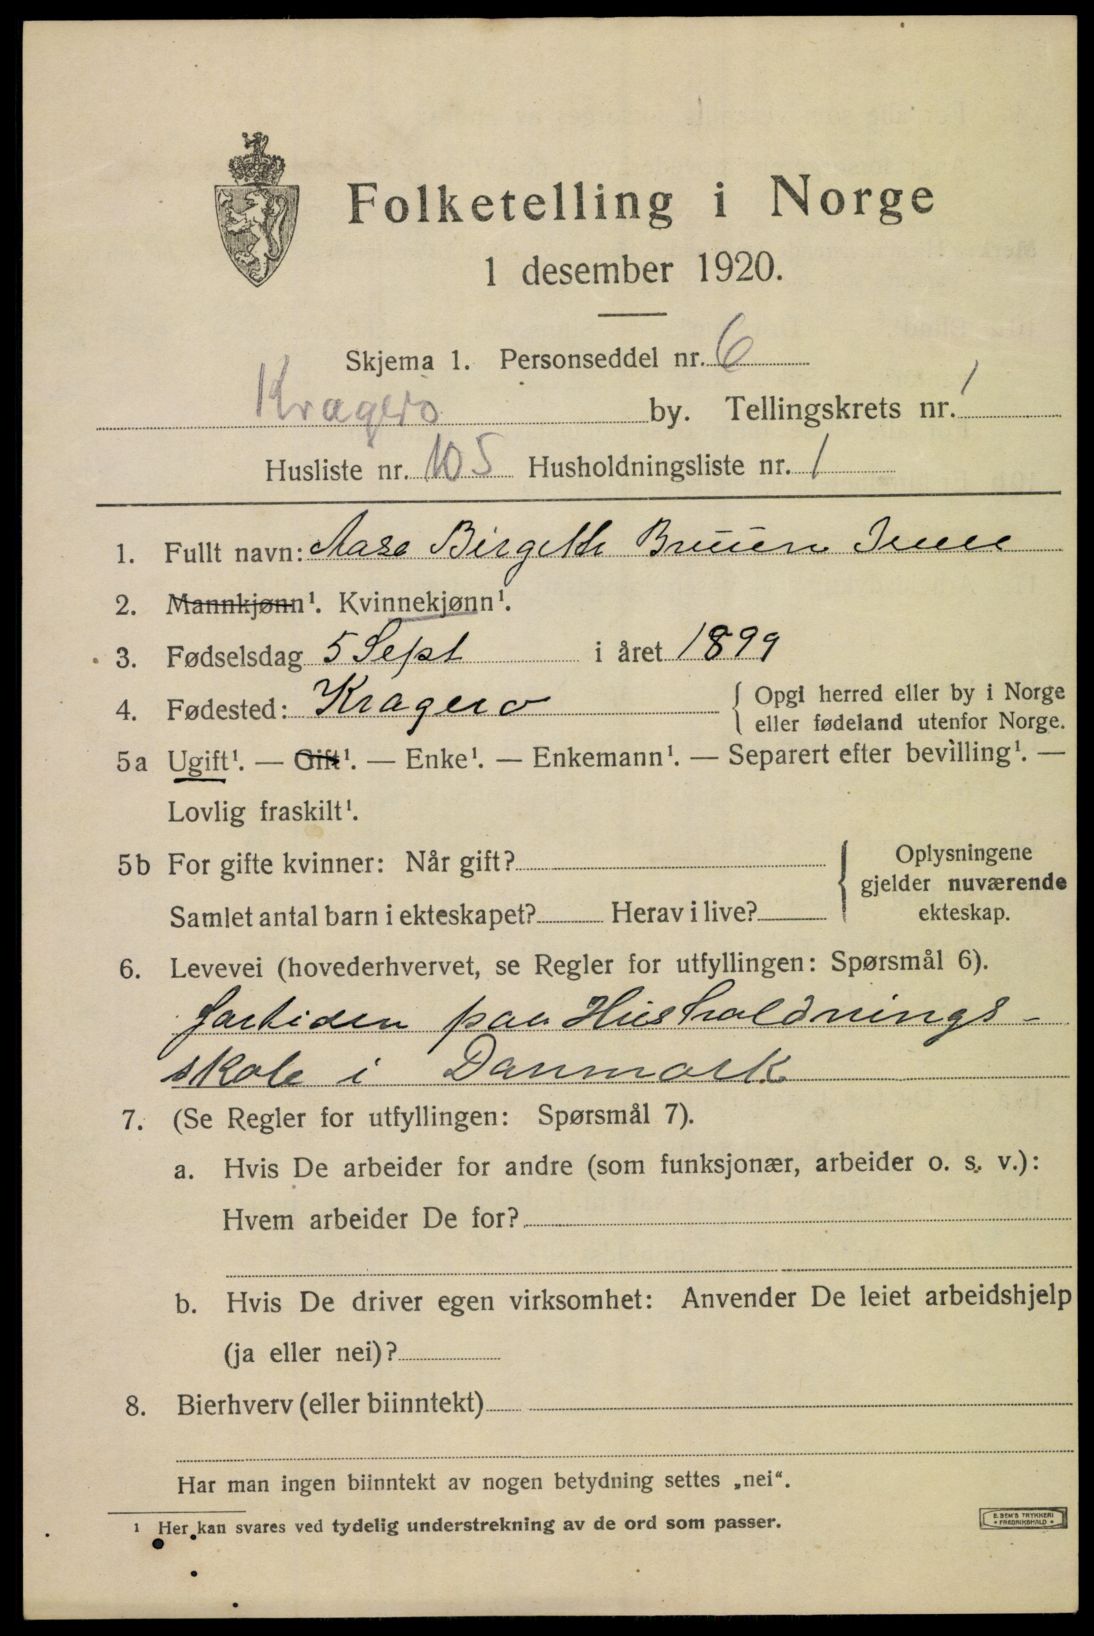 Folketelling i Norge
1 desember 1920.
Skjema 1. Personseddel nr. 6
Kragerø by. Tellingskrets nr. 1
Husliste nr. 105 Husholdningsliste nr. 1
1. Fullt navn: Aase Birgitte Bruun
2. Mannkjønn¹. Kvinnekjønn¹.
3. Fødselsdag 5 Sept i året 1899
4. Fødested: Kragerø { Opgi herred eller by i Norge
eller fødeland utenfor Norge.
5a Ugift¹. — Gift¹. — Enke¹. — Enkemann¹. — Separert efter bevilling¹. —
Lovlig fraskilt¹.
5b For gifte kvinner: Når gift? { Oplysningene
gjelder nuværende
Samlet antal barn i ekteskapet? Herav i live? ekteskap.
6. Levevei (hovederhvervet, se Regler for utfyllingen: Spørsmål 6).
fortiden paa Husholdnings-
skole i Danmark
7. (Se Regler for utfyllingen: Spørsmål 7).
a. Hvis De arbeider for andre (som funksjonær, arbeider o. s. v.):
Hvem arbeider De for?
b. Hvis De driver egen virksomhet: Anvender De leiet arbeidshjelp
(ja eller nei)?
8. Bierhverv (eller biinntekt)
Har man ingen biinntekt av nogen betydning settes „nei“.
¹ Her kan svares ved tydelig understrekning av de ord som passer.
E. SEM'S TRYKKERI
FREDRIKSHALD